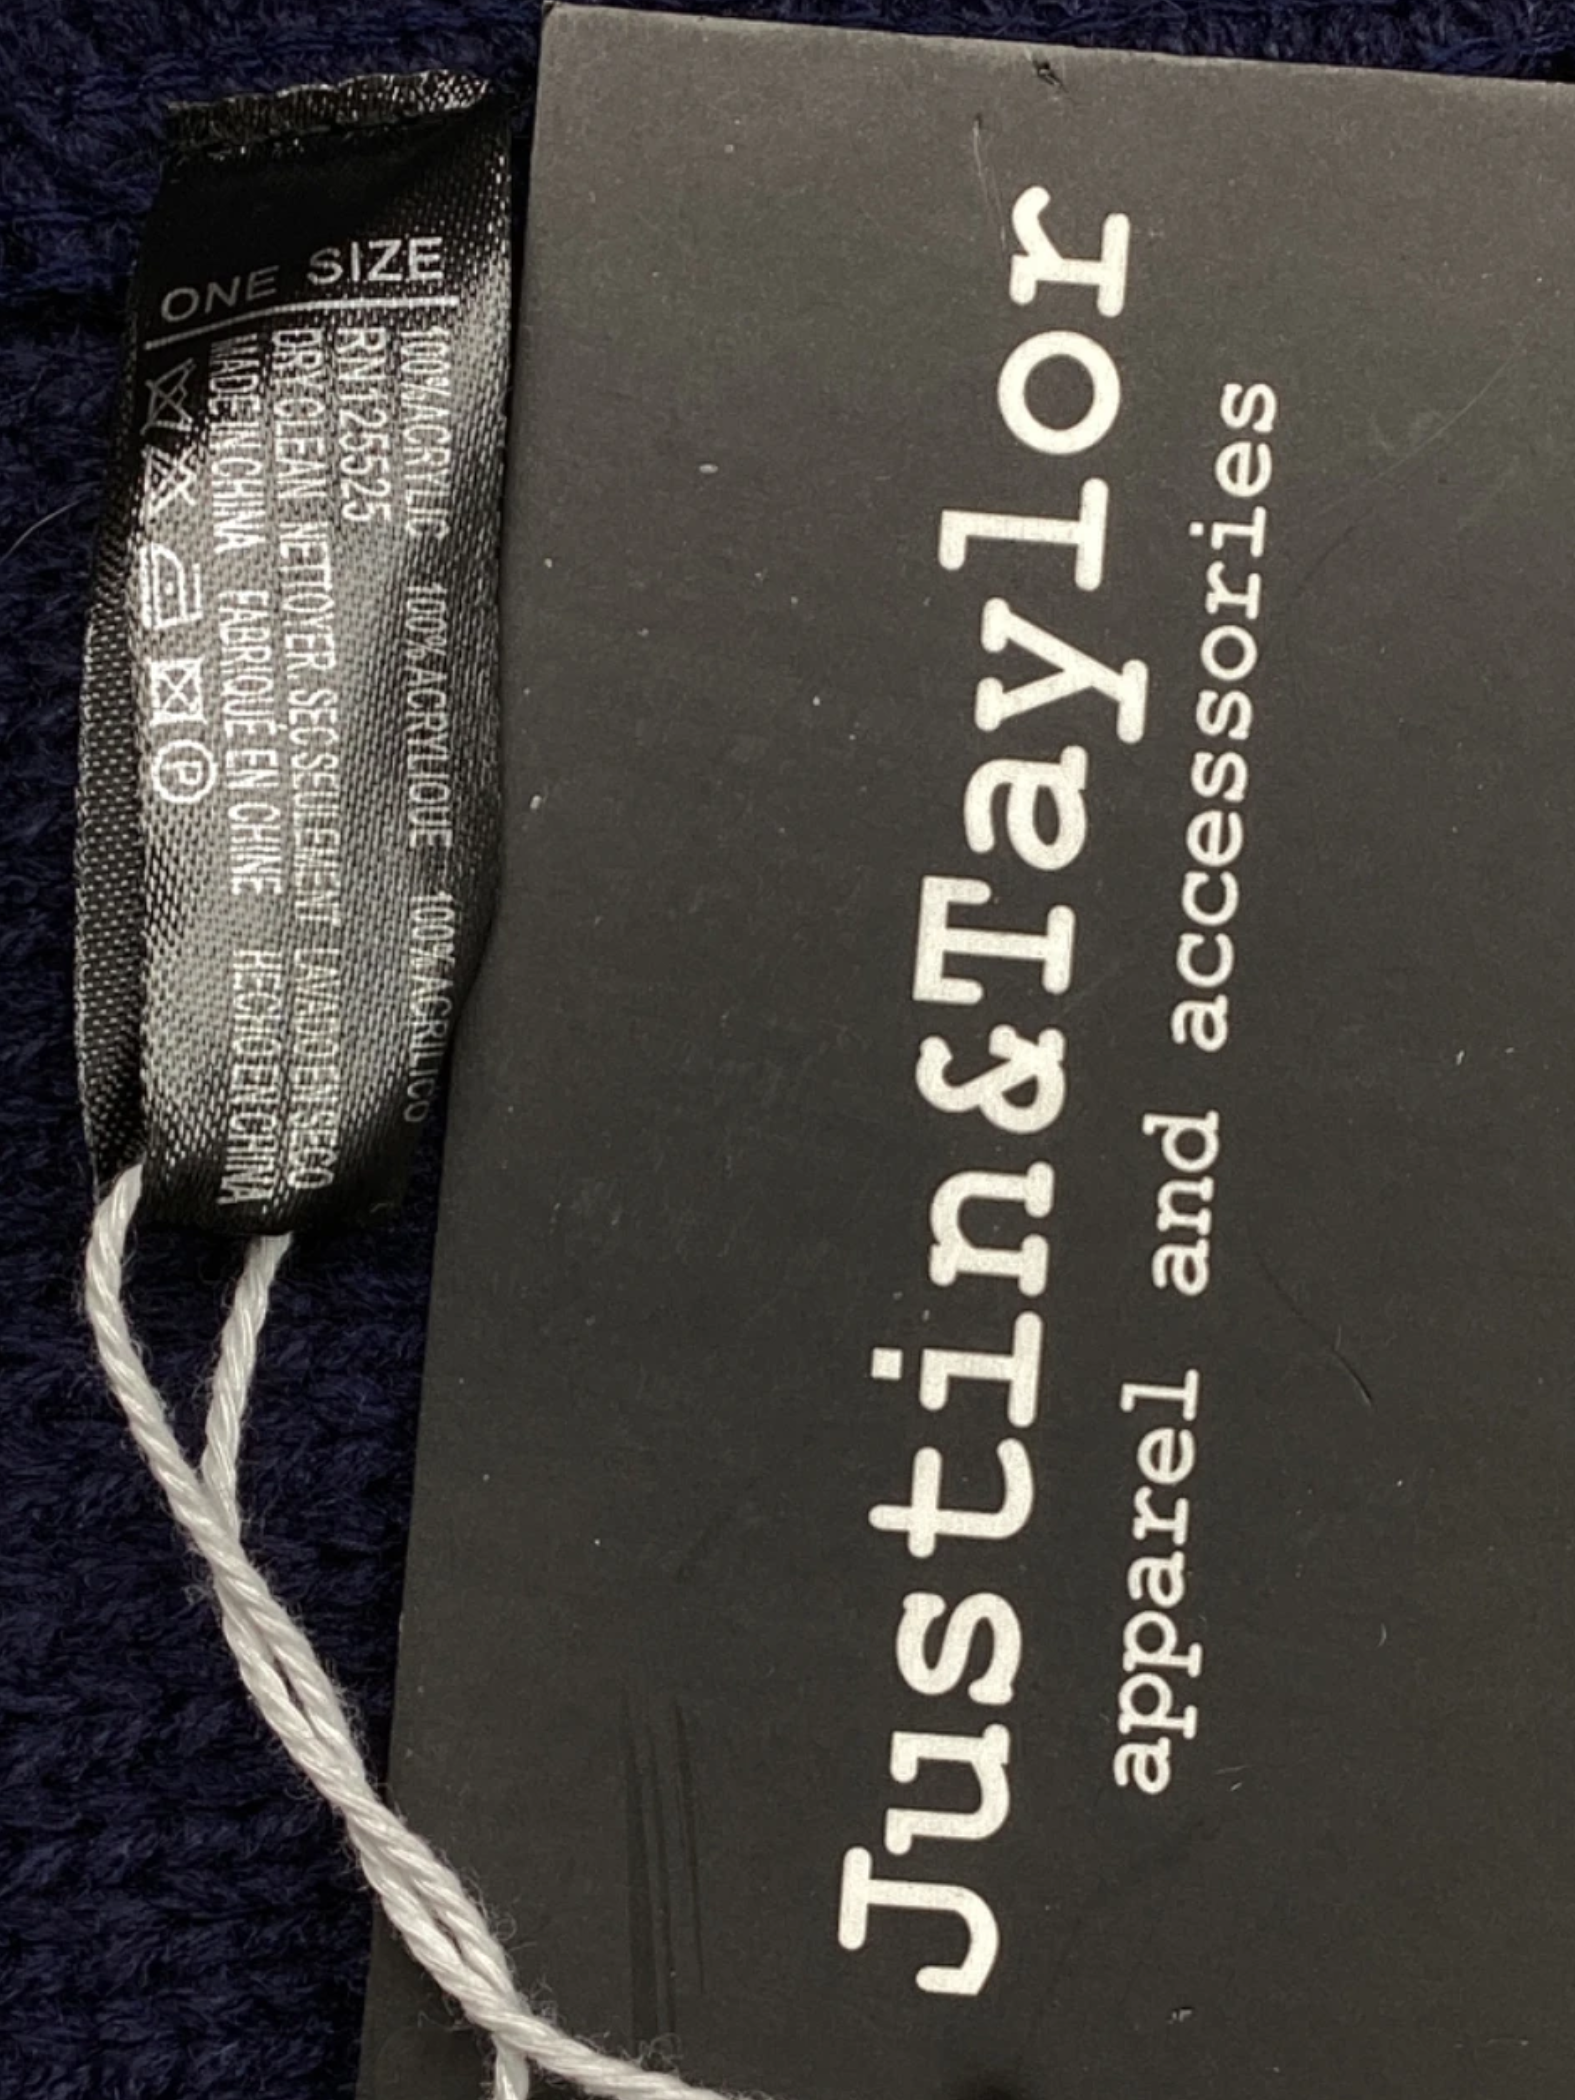 ONE SIZE
100%ACRYLIC 100%ACRYLIQUE 100%ACRILICO
RN125525
DRY CLEAN NETTOYER SEC SEULEMENT LAVADO EN SECO
MADE IN CHINA FABRIQUE EN CHINE HECHO EN CHINA
P
Justin&Taylor
apparel and accessories